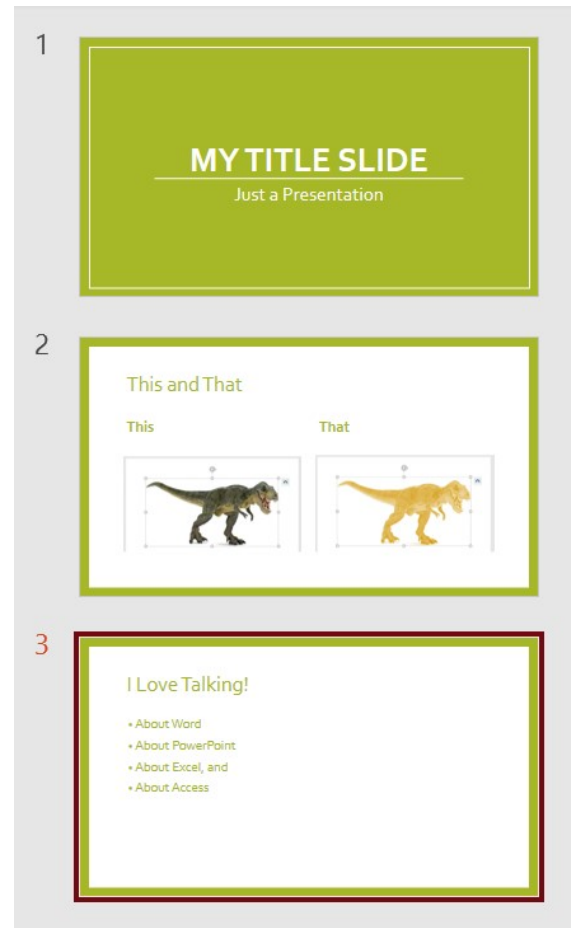 1
MY TITLE SLIDE
Just a Presentation
2
This and That
This That
3
I Love Talking!
• About Word
• About PowerPoint
• About Excel, and
• About Access